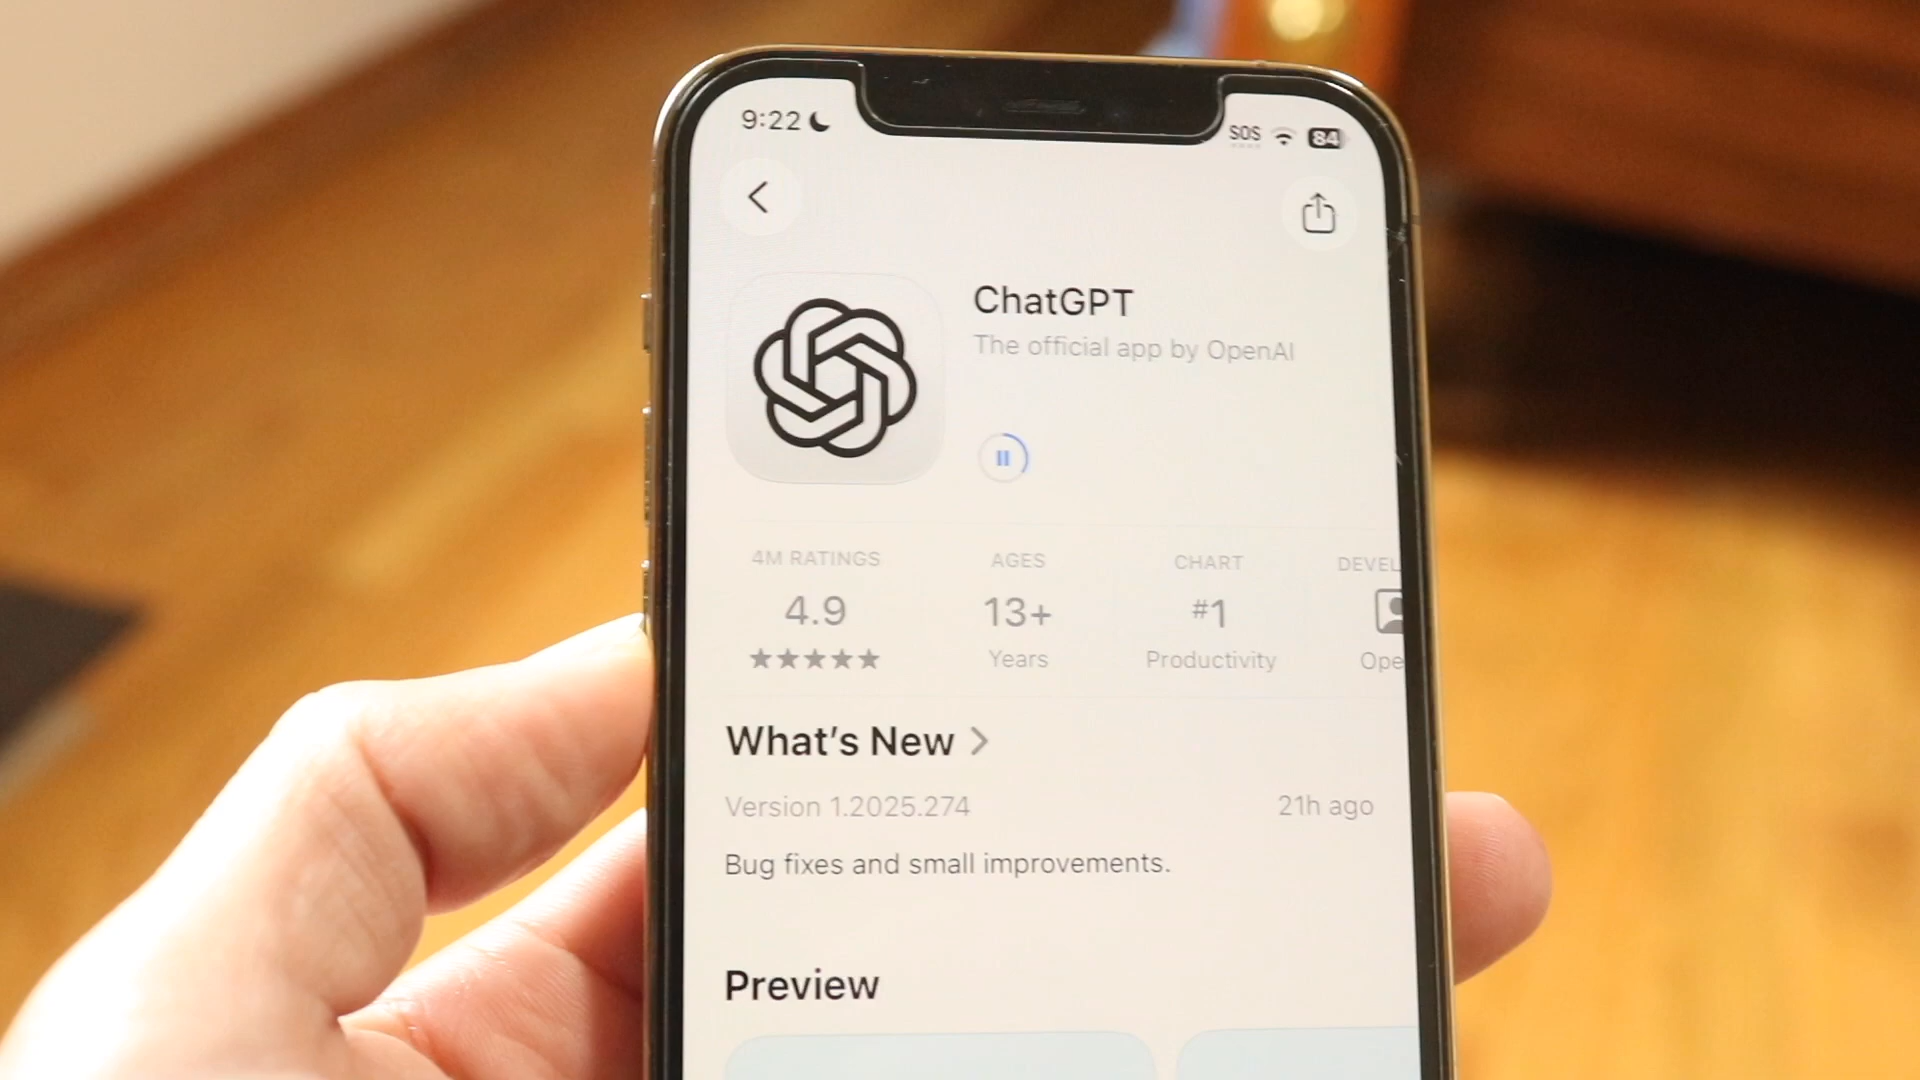 9:22
SOS 84
ChatGPT
The official app by OpenAI
4M RATINGS AGES CHART DEVEL
4.9 13+ #1
Years Productivity Ope
What's New
Version 1.2025.274 21h ago
Bug fixes and small improvements.
Preview